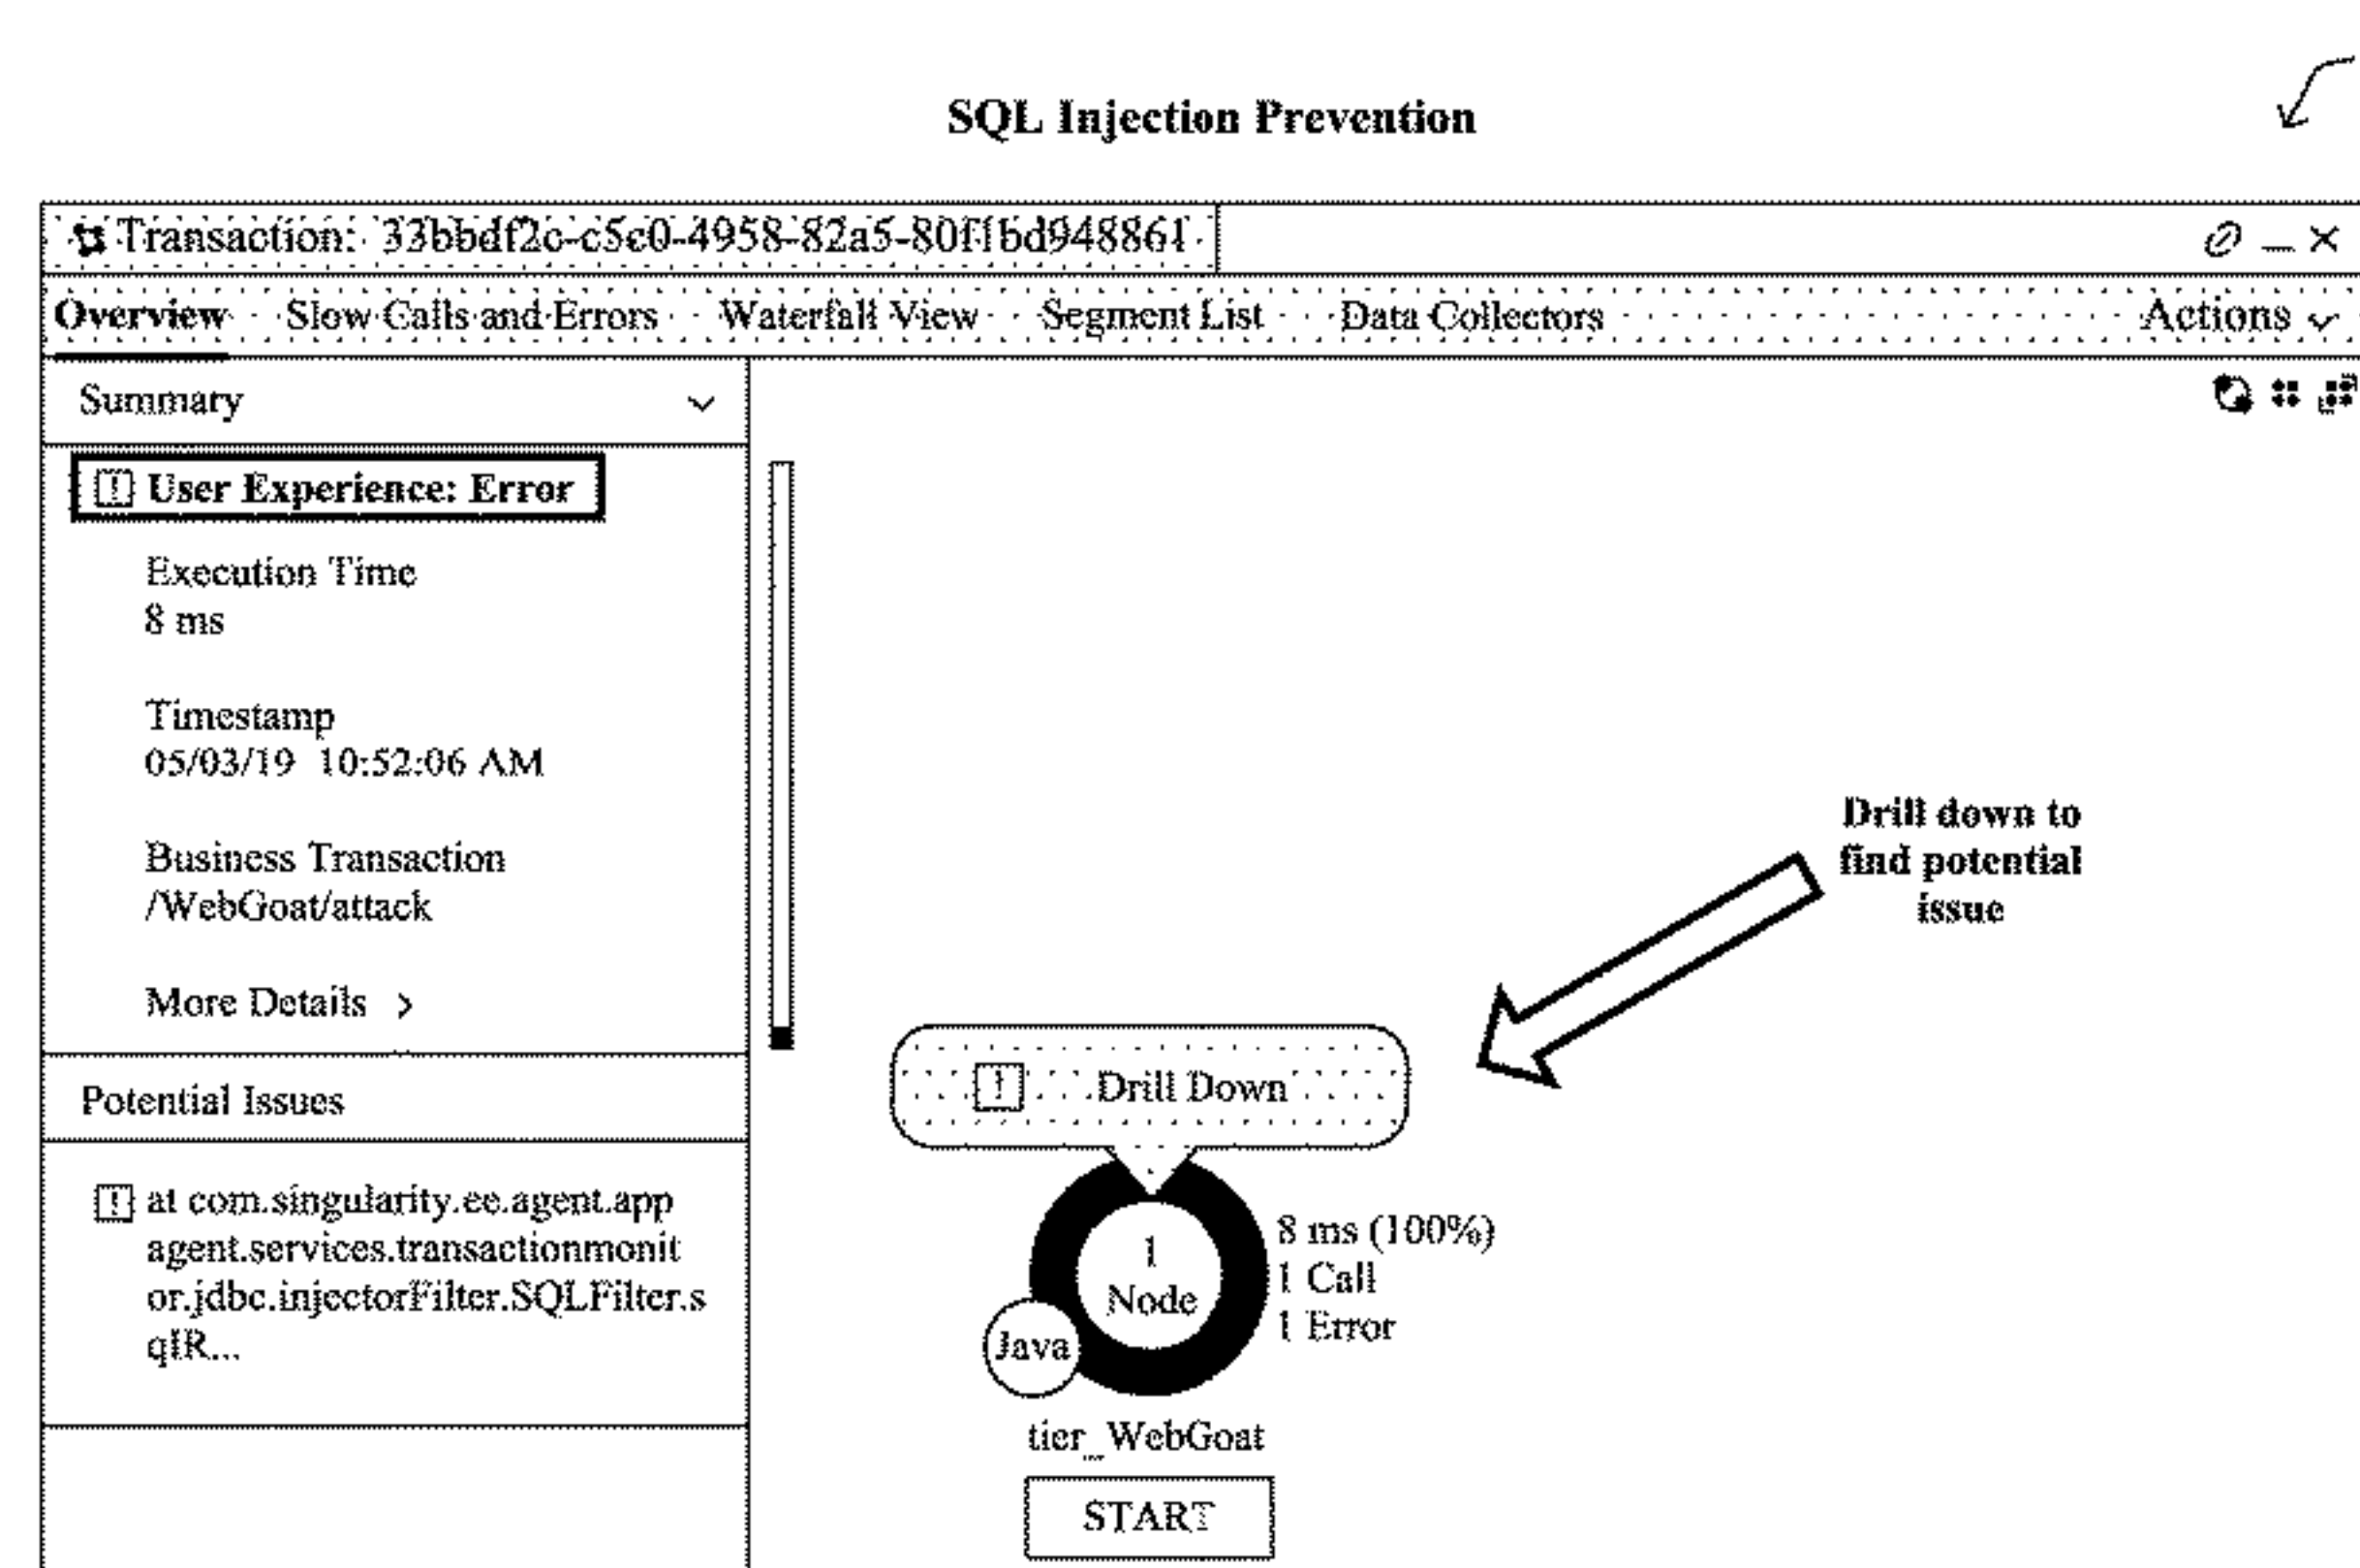 SQL Injection Prevention
Transaction: 33bbdf2c-c5c0-4958-82a5-80f1bd948861
Overview Slow Calls and Errors Waterfall View Segment List Data Collectors Actions
Summary
! User Experience: Error
Execution Time
8 ms
Timestamp
05/03/19 10:52:06 AM
Business Transaction
/WebGoat/attack
More Details >
Potential Issues
! at com.singularity.ee.agent.app
agent.services.transactionmonit
or.jdbc.injectorFilter.SQLFilter.s
qlR...
Drill down to
find potential
issue
! Drill Down
1
Node
Java
8 ms (100%)
1 Call
1 Error
tier_WebGoat
START